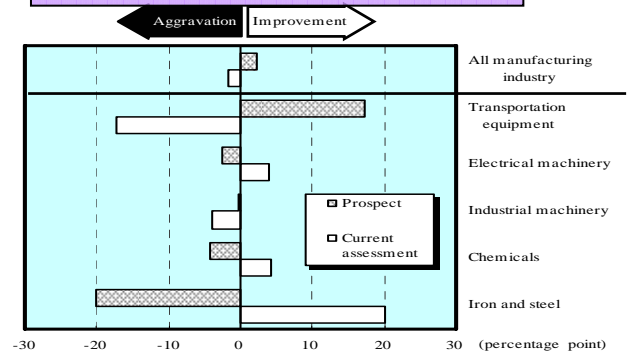 Aggravation Improvement
All manufacturing
industry
Transportation
equipment
Electrical machinery
Industrial machinery
Chemicals
Iron and steel
Prospect
Current
assessment
-30 -20 -10 0 10 20 30 (percentage point)